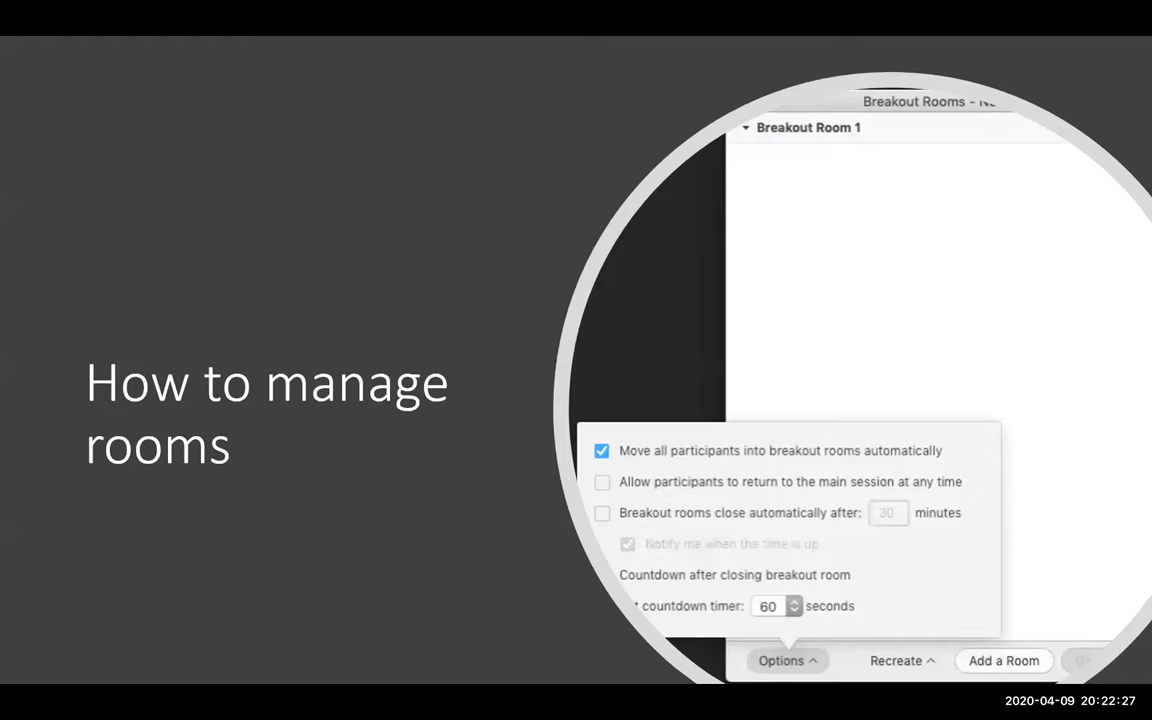 Breakout Rooms -
Breakout Room 1
How to manage
rooms
Move all participants into breakout rooms automatically
Allow participants to return to the main session at any time
Breakout rooms close automatically after: 30 minutes
Notify me when the time is up
Countdown after closing breakout room
countdown timer: 60 seconds
Options Recreate Add a Room
2020-04-09 20:22:27